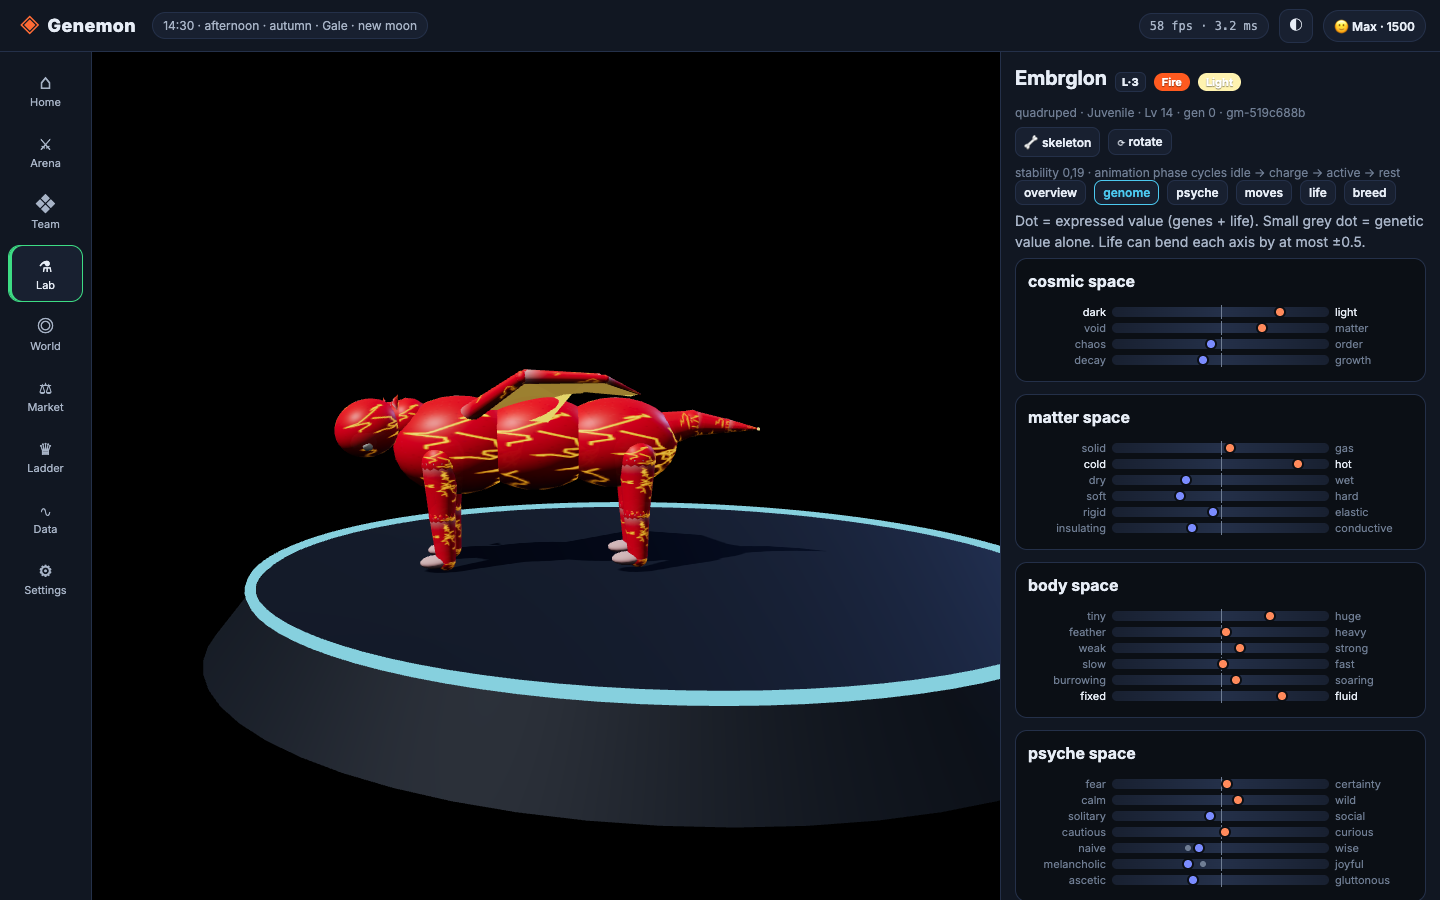 Genemon
14:30 · afternoon · autumn · Gale · new moon
58 fps · 3.2 ms
Max · 1500
Home
Arena
Team
Lab
World
Market
Ladder
Data
Settings
Embrglon L·3 Fire Light
quadruped · Juvenile · Lv 14 · gen 0 · gm-519c688b
skeleton rotate
stability 0,19 · animation phase cycles idle → charge → active → rest
overview genome psyche moves life breed
Dot = expressed value (genes + life). Small grey dot = genetic
value alone. Life can bend each axis by at most ±0.5.
cosmic space
dark light
void matter
chaos order
decay growth
matter space
solid gas
cold hot
dry wet
soft hard
rigid elastic
insulating conductive
body space
tiny huge
feather heavy
weak strong
slow fast
burrowing soaring
fixed fluid
psyche space
fear certainty
calm wild
solitary social
cautious curious
naive wise
melancholic joyful
ascetic gluttonous